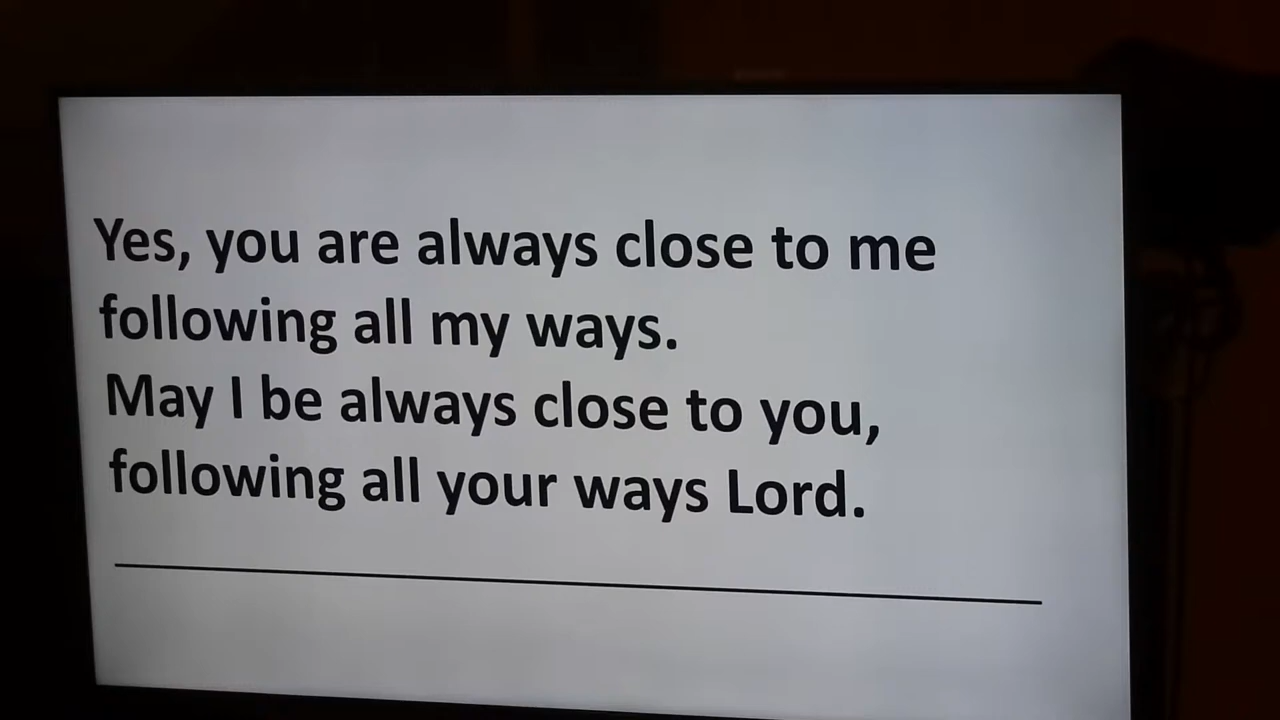 Yes, you are always close to me
following all my ways.
May I be always close to you,
following all your ways Lord.